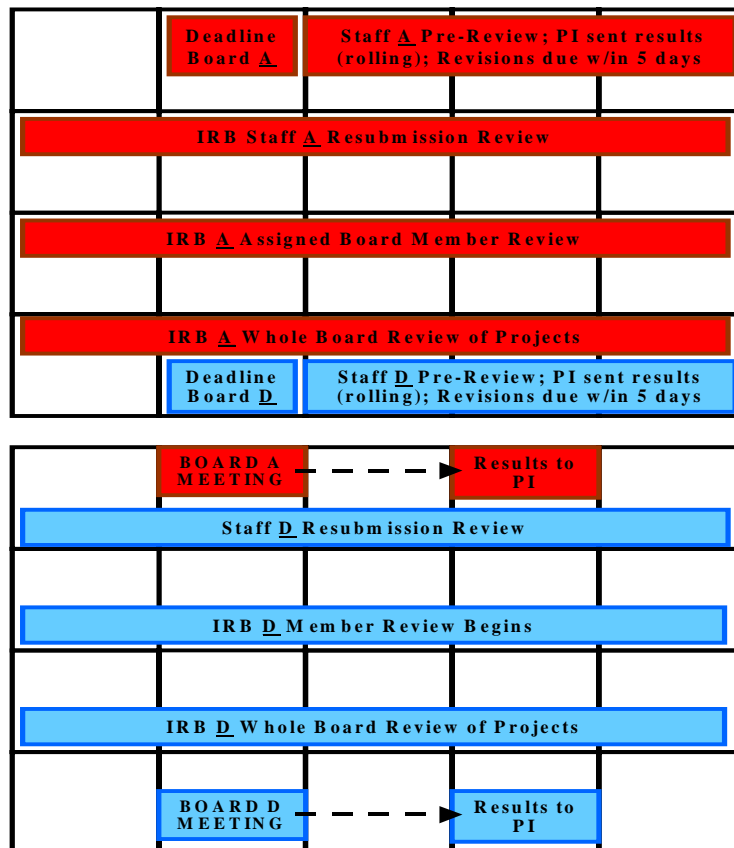 Deadline
Board A
Staff A Pre-Review; PI sent results
(rolling); Revisions due w/in 5 days
IRB Staff A Resubmission Review
IRB A Assigned Board Member Review
IRB A Whole Board Review of Projects
Deadline
Board D
Staff D Pre-Review; PI sent results
(rolling); Revisions due w/in 5 days
BOARD A
MEETING
Results to
PI
Staff D Resubmission Review
IRB D Member Review Begins
IRB D Whole Board Review of Projects
BOARD D
MEETING
Results to
PI